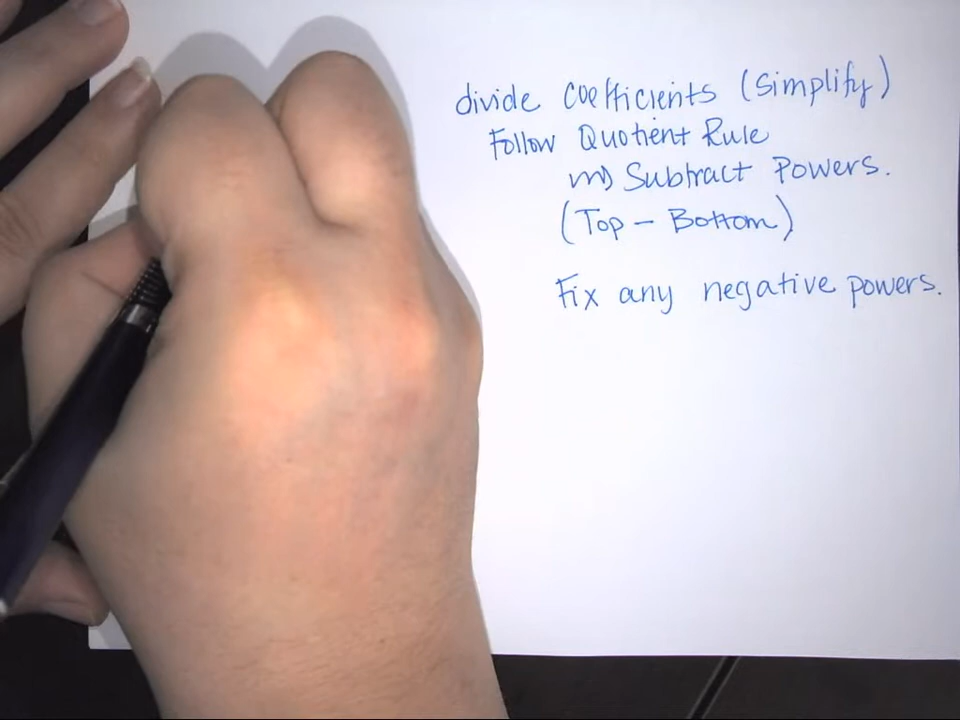 divide coefficients (simplify)
Follow Quotient Rule
⇝ Subtract Powers.
(Top - Bottom)
Fix any negative powers.